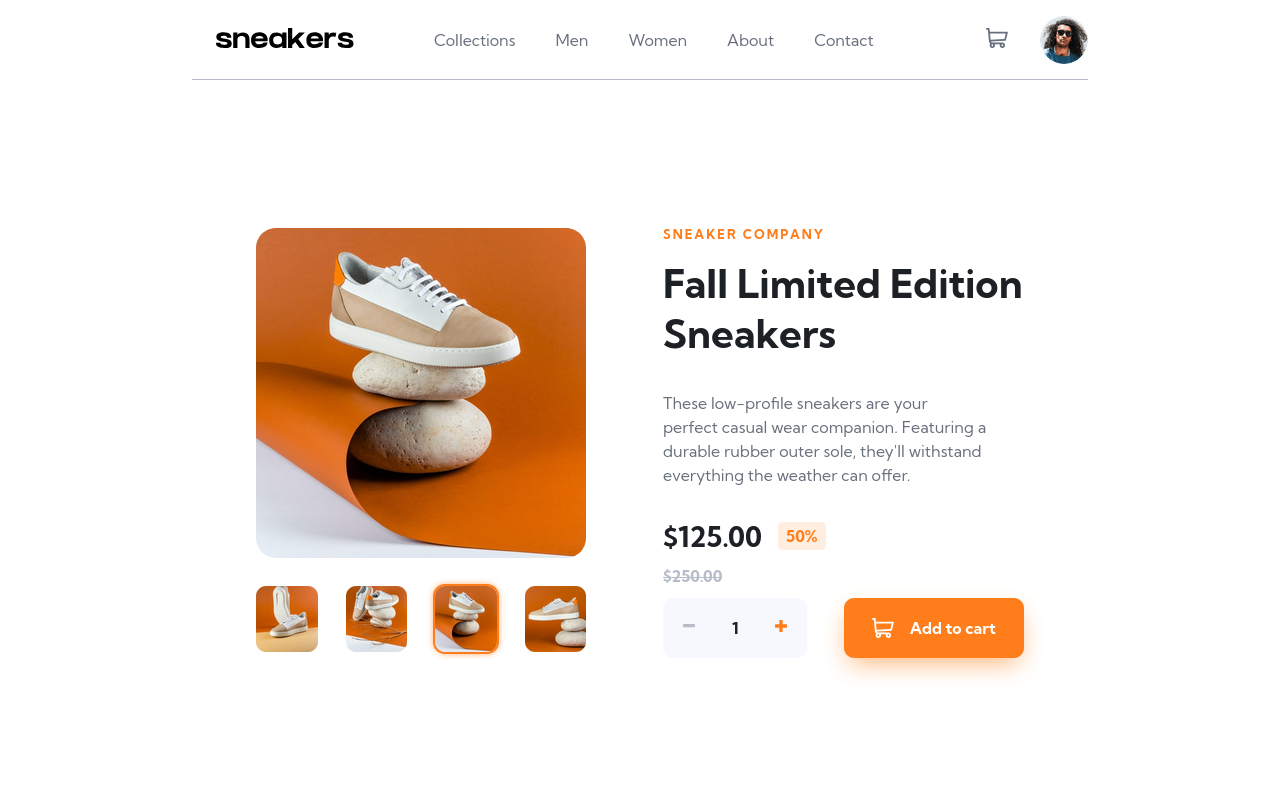 sneakers
Collections
Men
Women
About
Contact
SNEAKER COMPANY
Fall Limited Edition
Sneakers
These low-profile sneakers are your
perfect casual wear companion. Featuring a
durable rubber outer sole, they'll withstand
everything the weather can offer.
$125.00 50%
$250.00
1
Add to cart